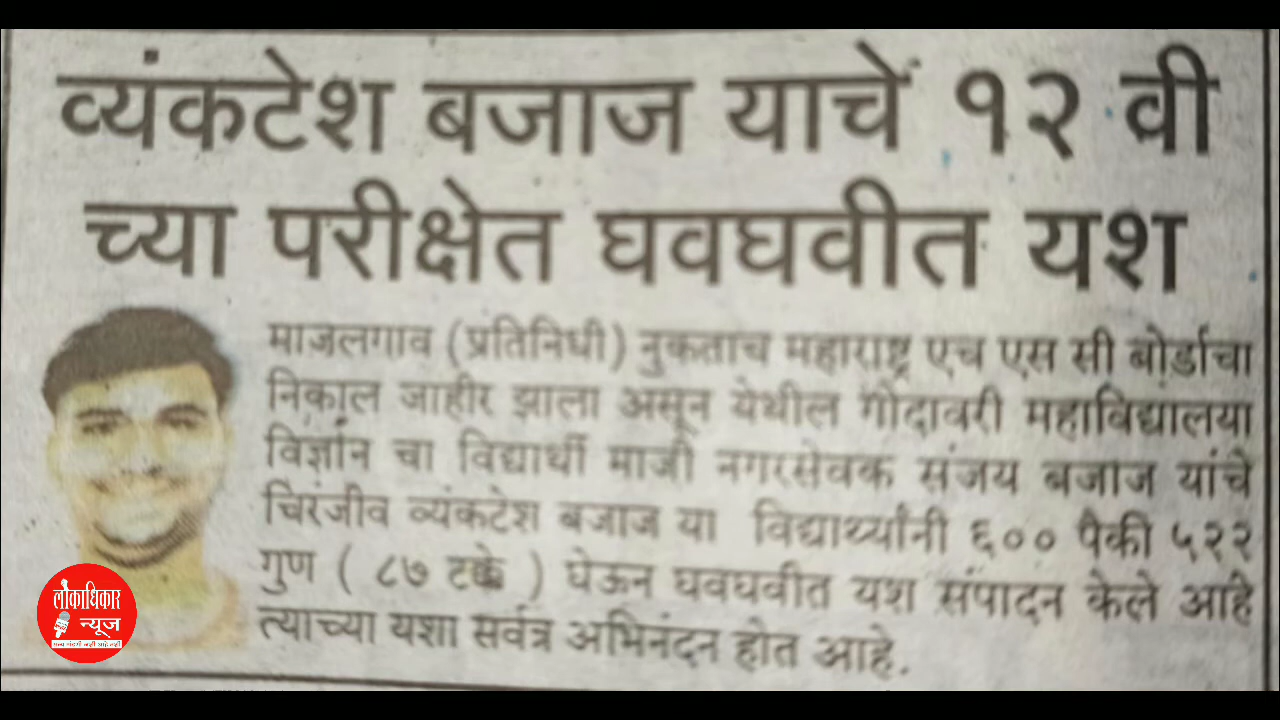 व्यंकटेश बजाज याचें १२ वी
च्या परीक्षेत घवघवीत यश
माजलगाव (प्रतिनिधी) नुकताच महाराष्ट्र एच एस सी बोर्डाचा
निकाल जाहीर झाला असून येथील गोदावरी महाविद्यालया
विज्ञान चा विद्यार्थी माजी नगरसेवक संजय बजाज यांचे
चिरंजीव व्यंकटेश बजाज या विद्यार्थ्यांनी ६०० पैकी ५२२
गुण ( ८७ टक्के ) घेऊन घवघवीत यश संपादन केले आहे
त्याच्या यशा सर्वत्र अभिनंदन होत आहे.
लोकाधिकार
न्यूज